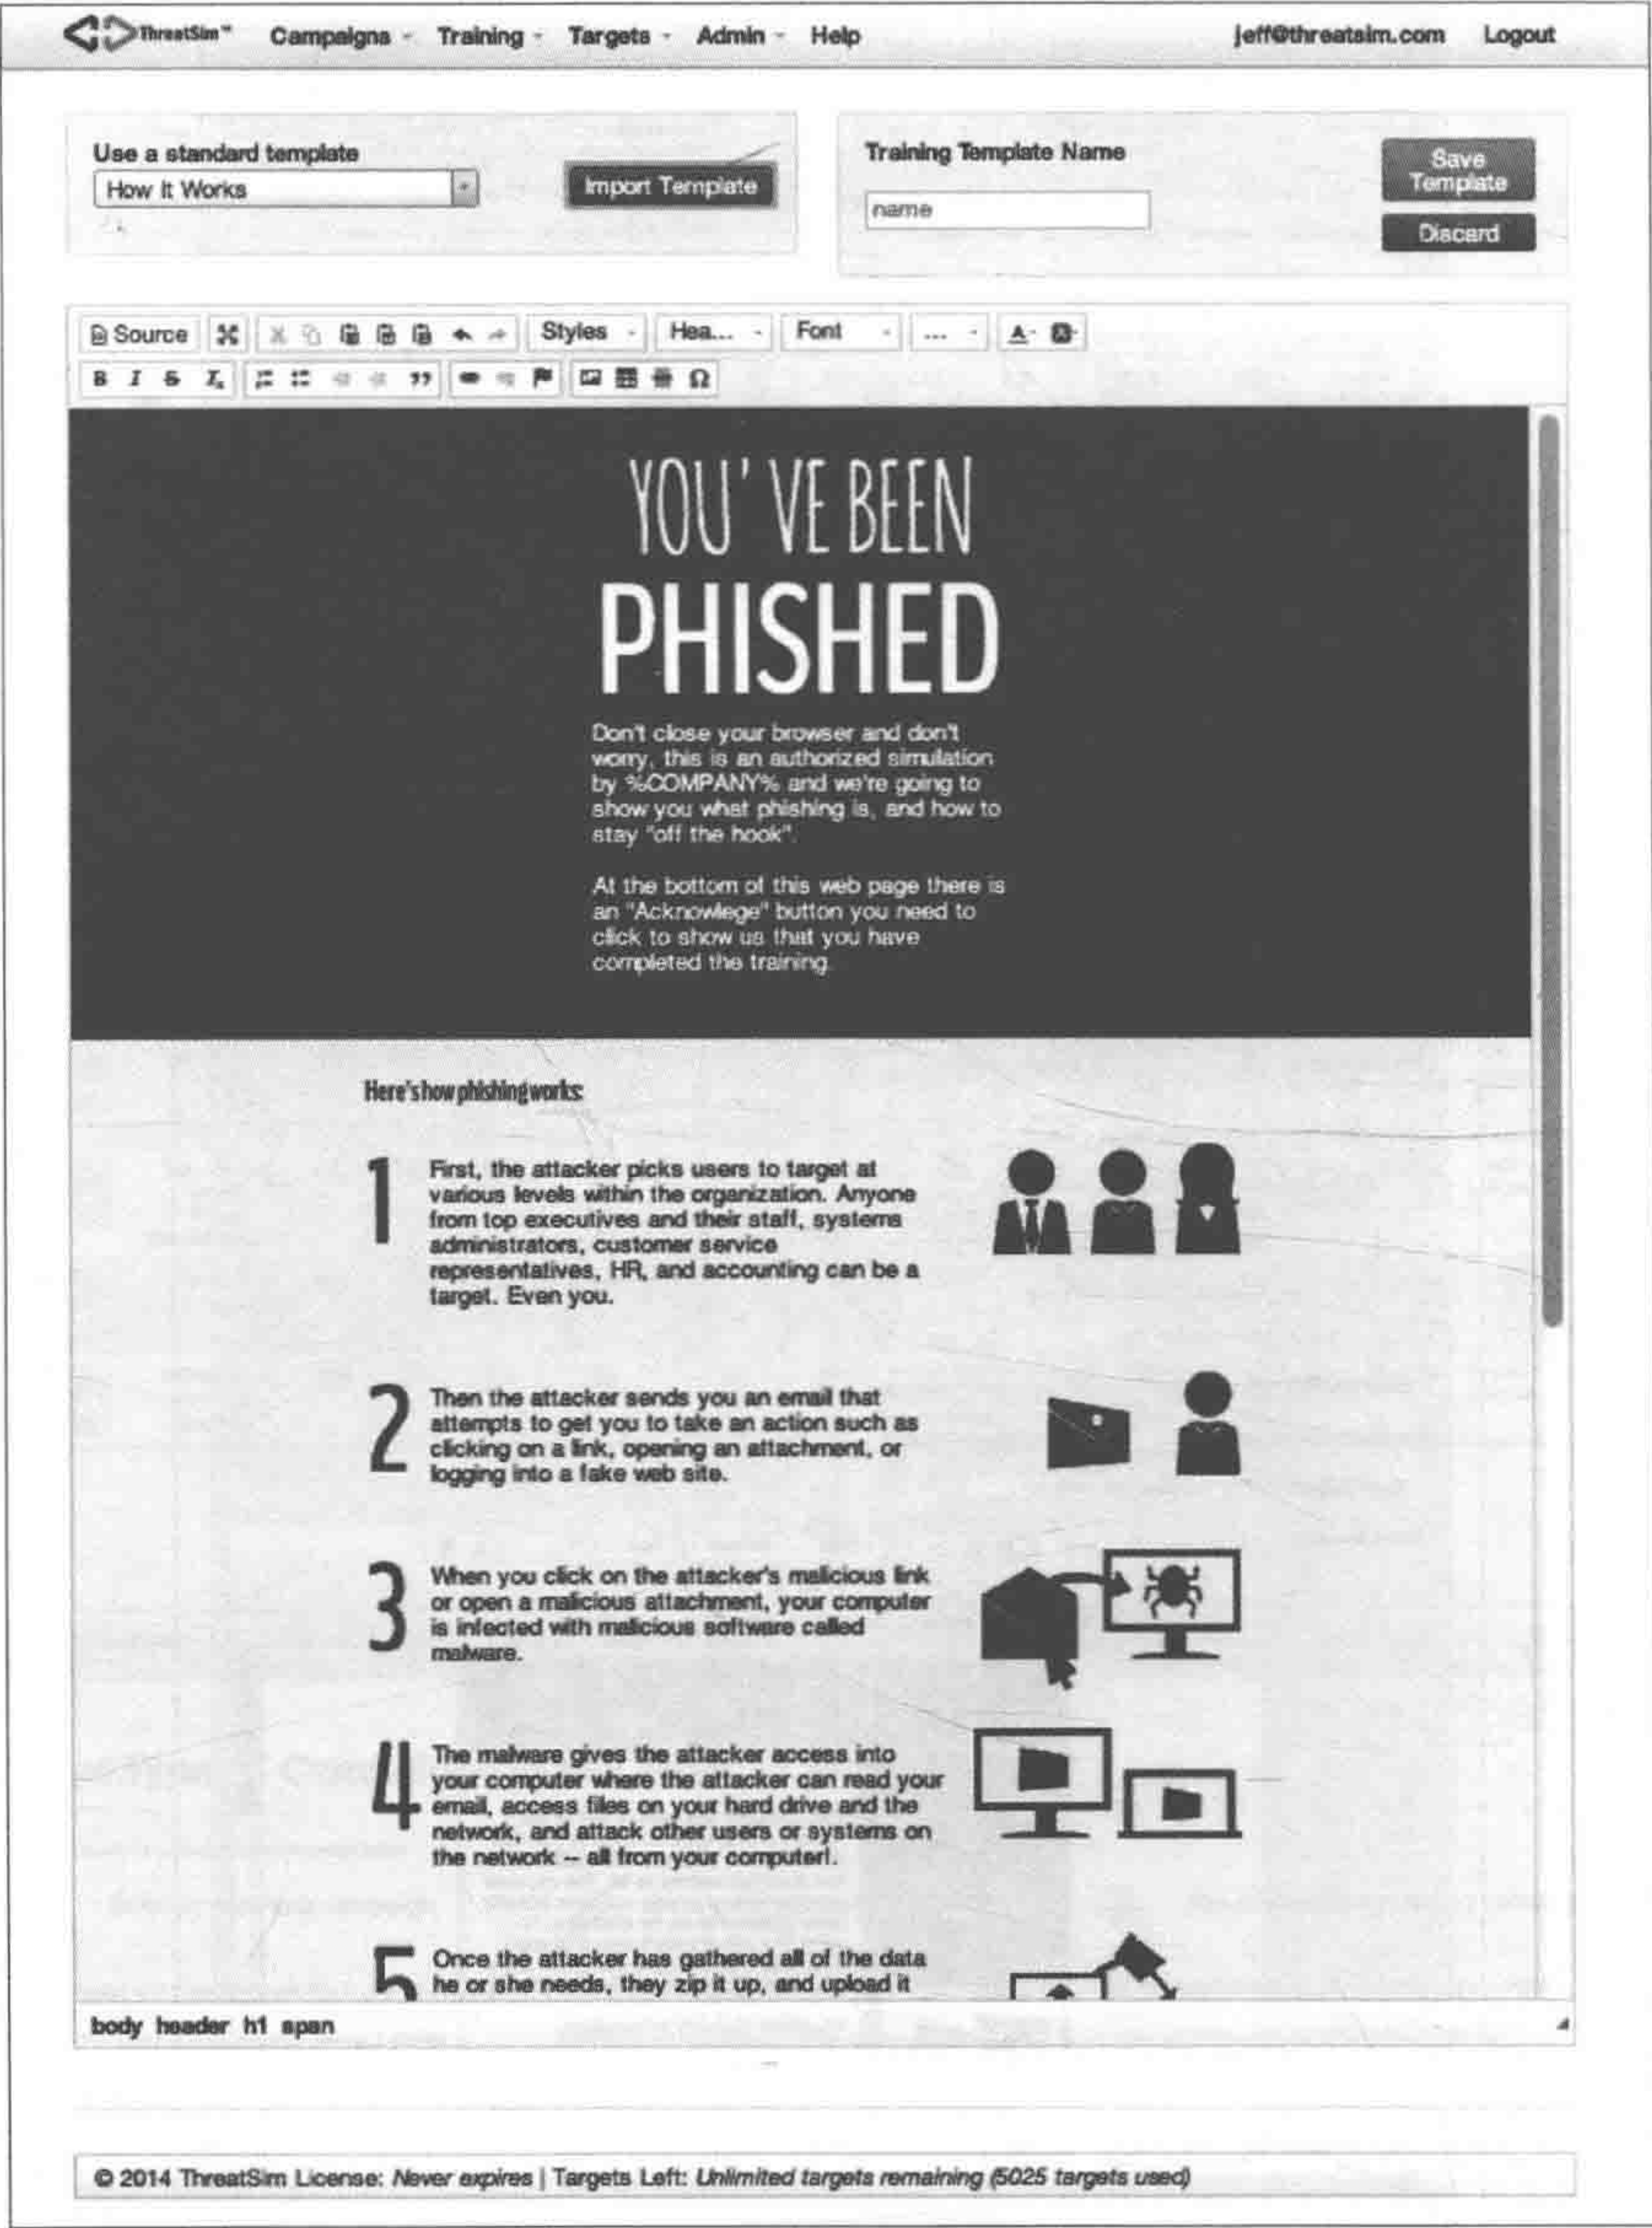 ThreatSim™ Campaigns Training Targets Admin Help jeff@threatsim.com Logout
Use a standard template
How It Works
Import Template
Training Template Name
name
Save
Template
Discard
Source Styles Hea... Font ...
B I S Tx
YOU'VE BEEN
PHISHED
Don't close your browser and don't
worry, this is an authorized simulation
by %COMPANY% and we're going to
show you what phishing is, and how to
stay "off the hook".
At the bottom of this web page there is
an "Acknowlege" button you need to
click to show us that you have
completed the training.
Here's how phishing works:
1
First, the attacker picks users to target at
various levels within the organization. Anyone
from top executives and their staff, systems
administrators, customer service
representatives, HR, and accounting can be a
target. Even you.
2
Then the attacker sends you an email that
attempts to get you to take an action such as
clicking on a link, opening an attachment, or
logging into a fake web site.
3
When you click on the attacker's malicious link
or open a malicious attachment, your computer
is infected with malicious software called
malware.
4
The malware gives the attacker access into
your computer where the attacker can read your
email, access files on your hard drive and the
network, and attack other users or systems on
the network -- all from your computer!.
5
Once the attacker has gathered all of the data
he or she needs, they zip it up, and upload it
body header h1 span
© 2014 ThreatSim License: Never expires | Targets Left: Unlimited targets remaining (5025 targets used)